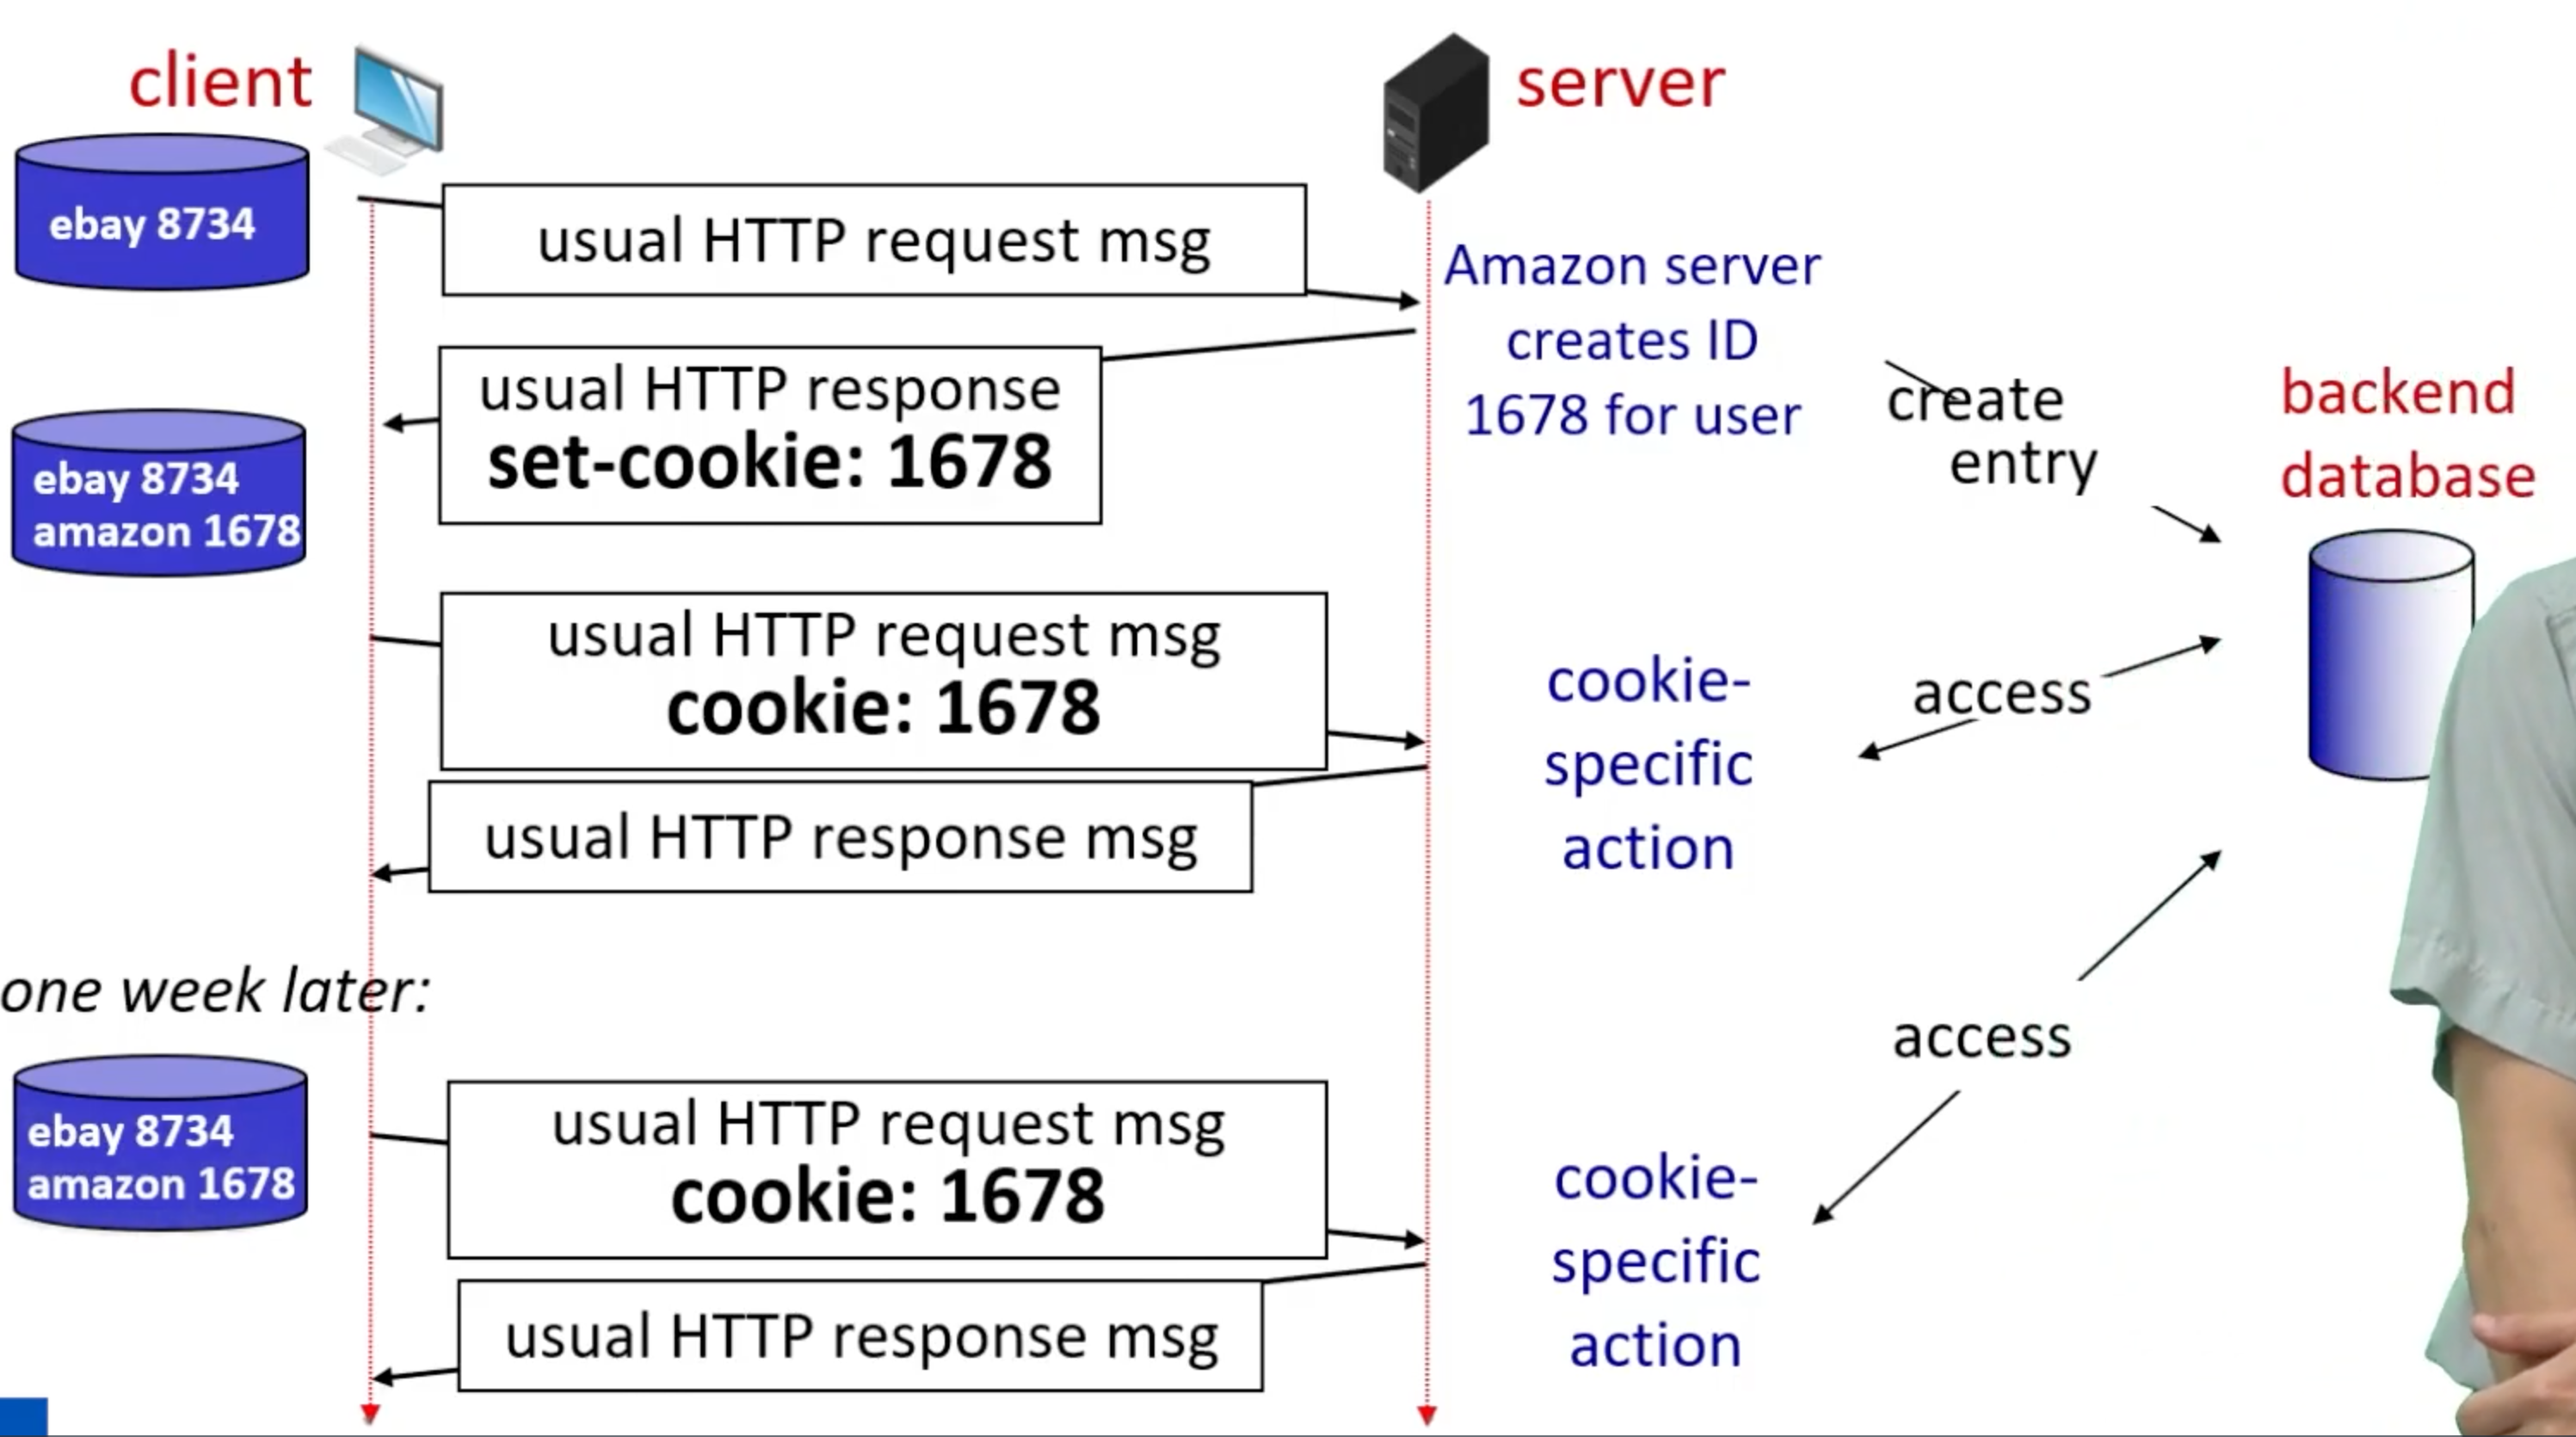 client
server
ebay 8734
usual HTTP request msg
Amazon server
creates ID
1678 for user
usual HTTP response
set-cookie: 1678
create
entry
backend
database
ebay 8734
amazon 1678
usual HTTP request msg
cookie: 1678
cookie-
specific
action
access
usual HTTP response msg
one week later:
access
ebay 8734
amazon 1678
usual HTTP request msg
cookie: 1678
cookie-
specific
action
usual HTTP response msg